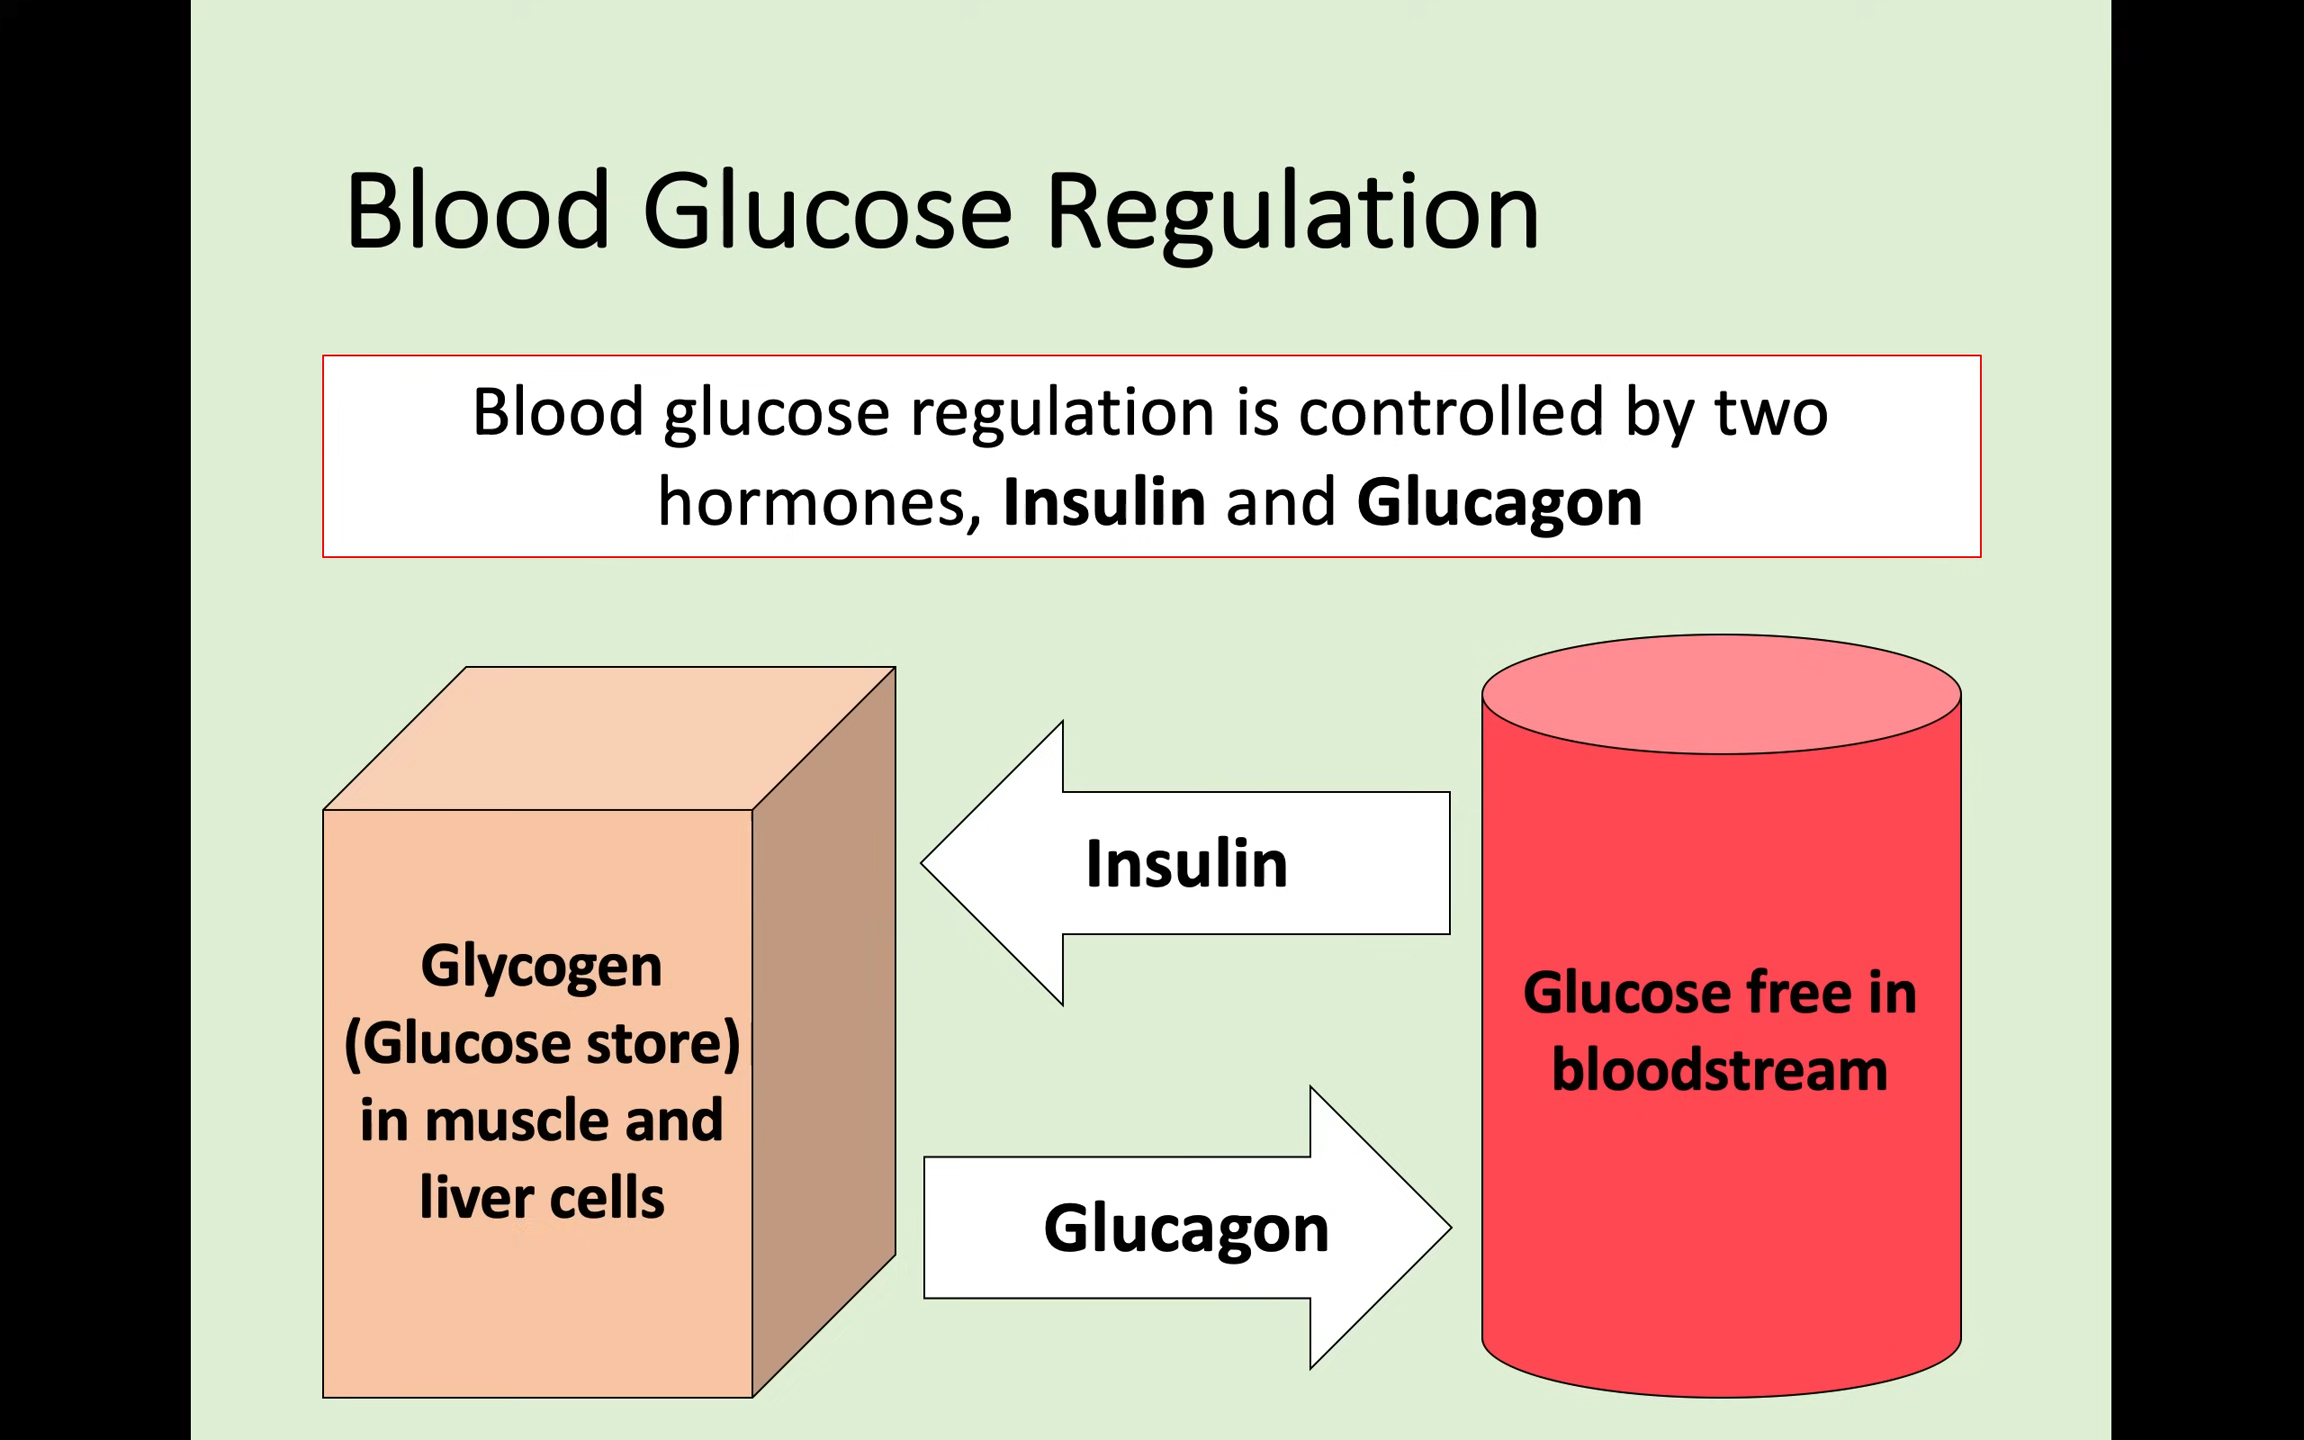 Blood Glucose Regulation
Blood glucose regulation is controlled by two
hormones, Insulin and Glucagon
Insulin
Glycogen
(Glucose store)
in muscle and
liver cells
Glucose free in
bloodstream
Glucagon